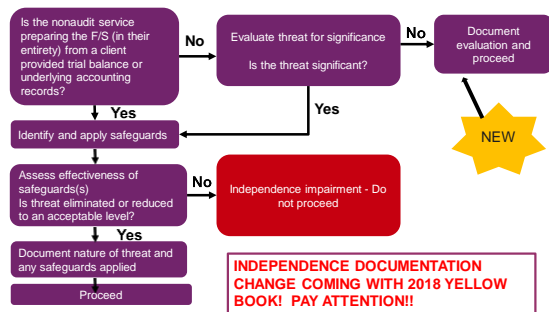 Is the nonaudit service
preparing the F/S (in their
entirety) from a client
provided trial balance or
underlying accounting
records?
No
Evaluate threat for significance
Is the threat significant?
No
Document
evaluation and
proceed
Yes
Yes
NEW
Identify and apply safeguards
Assess effectiveness of
safeguards(s)
Is threat eliminated or reduced
to an acceptable level?
No
Independence impairment - Do
not proceed
Yes
Document nature of threat and
any safeguards applied
Proceed
INDEPENDENCE DOCUMENTATION
CHANGE COMING WITH 2018 YELLOW
BOOK! PAY ATTENTION!!